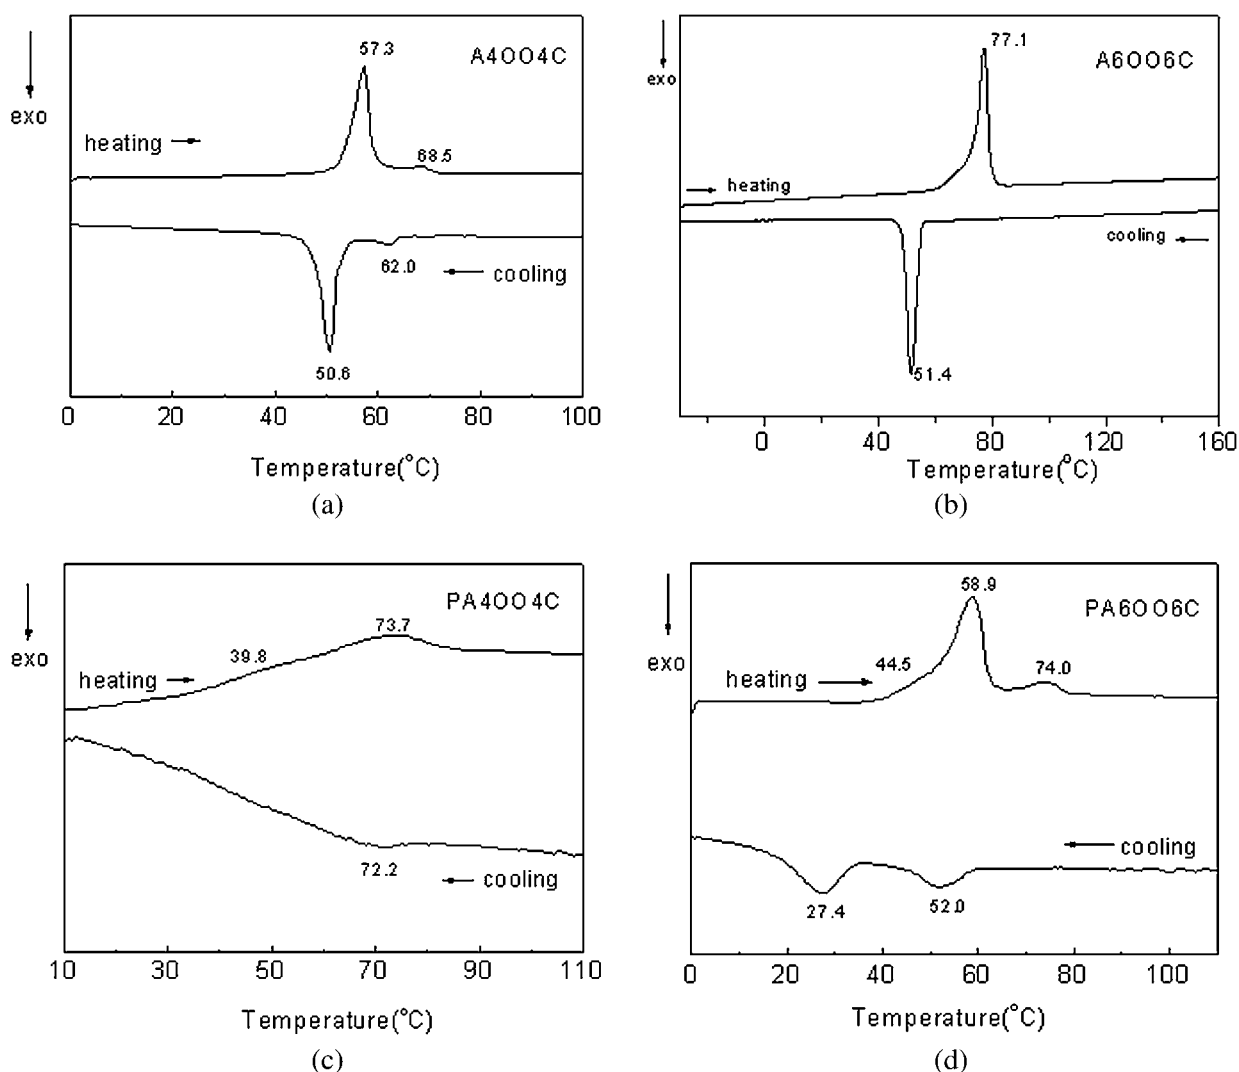 57.3
A4OO4C
exo
heating
68.5
62.0
cooling
50.6
0 20 40 60 80 100
Temperature(°C)
(a)
77.1
A6OO6C
exo
heating
cooling
51.4
0 40 80 120 160
Temperature(°C)
(b)
PA4OO4C
73.7
exo
39.8
heating
72.2
cooling
10 30 50 70 90 110
Temperature(°C)
(c)
58.9
PA6OO6C
exo
44.5
74.0
heating
cooling
27.4
52.0
0 20 40 60 80 100
Temperature(°C)
(d)